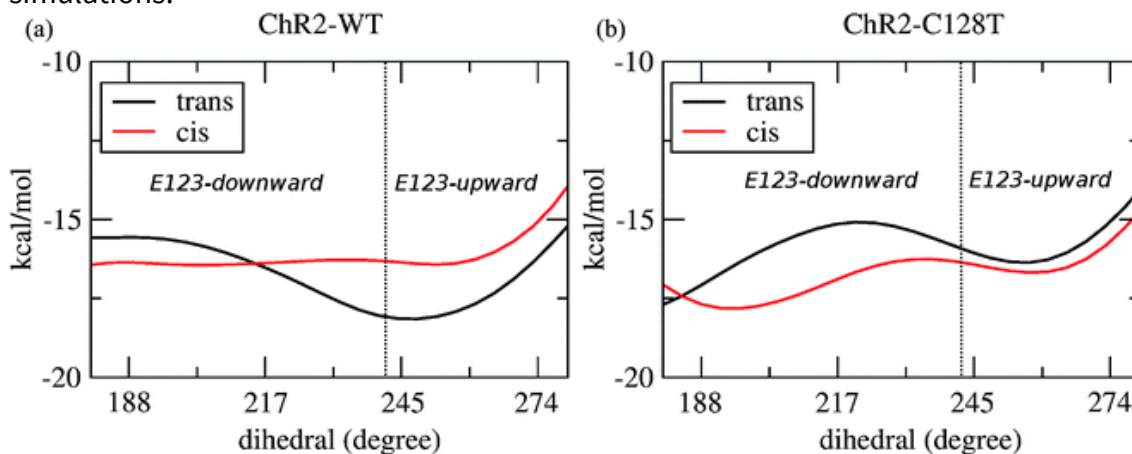 simulations.
(a) ChR2-WT
-10
-15
-20
kcal/mol
trans
cis
E123-downward
E123-upward
188 217 245 274
dihedral (degree)
(b) ChR2-C128T
-10
-15
-20
kcal/mol
trans
cis
E123-downward
E123-upward
188 217 245 274
dihedral (degree)